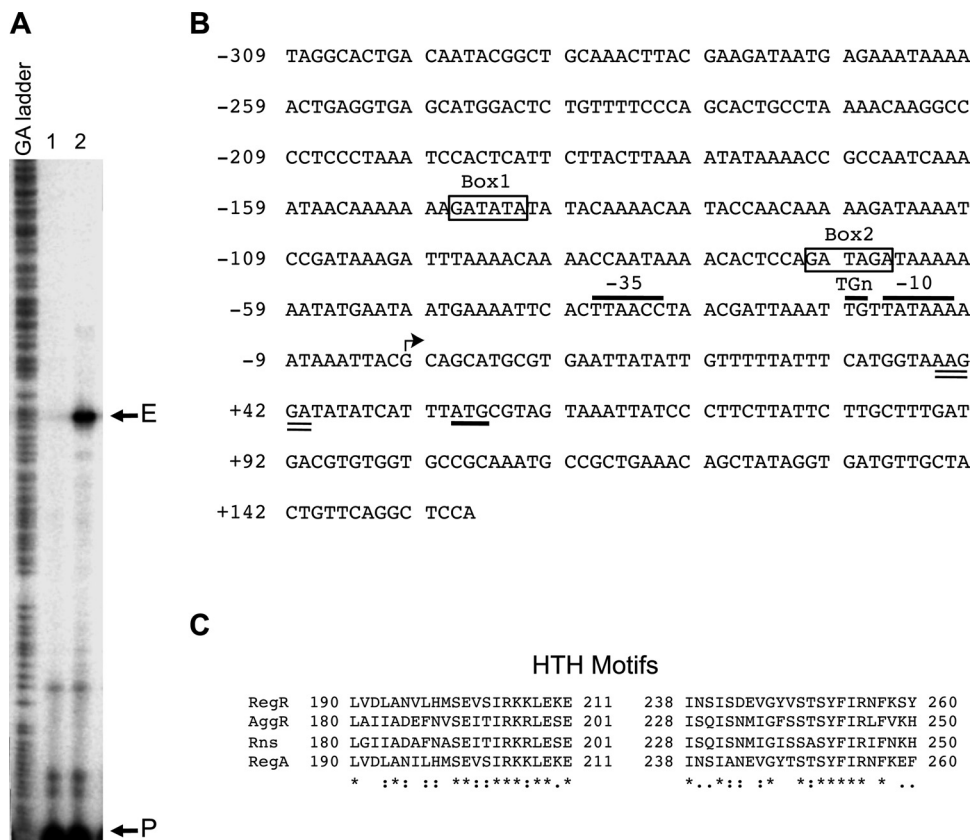 A
GA ladder
1 2
E
P
B
-309 TAGGCACTGA CAATACGGCT GCAAACTTAC GAAGATAATG AGAAATAAAA
-259 ACTGAGGTGA GCATGGACTC TGTTTTCCCA GCACTGCCTA AAACAAGGCC
-209 CCTCCCTAAA TCCACTCATT CTTACTTAAA ATATAAAACC GCCAATCAAA
Box1
-159 ATAACAAAAA AAGATATATA TACAAAACAA TACCAACAAA AAGATAAAAT
Box2
-109 CCGATAAAGA TTTAAAACAA AACCAATAAA ACACTCCAGA TAGATAAAAA
-35 TGn -10
-59 AATATGAATA ATGAAAATTC ACTTAACCTA ACGATTAAAT TGTTATAAAA
-9 ATAAATTACG CAGCATGCGT GAATTATATT GTTTTTATTT CATGGTAAAG
+42 GATATATCAT TTATGCGTAG TAAATTATCC CTTCTTATTC TTGCTTTGAT
+92 GACGTGTGGT GCCGCAAATG CCGCTGAAAC AGCTATAGGT GATGTTGCTA
+142 CTGTTCAGGC TCCA
C
HTH Motifs
RegR 190 LVDLANVLHMSEVSIRKKLEKE 211 238 INSISDEVGYVSTSYFIRNFKSY 260
AggR 180 LAIIADEFNVSEITIRKRLESE 201 228 ISQISNMIGFSSTSYFIRLFVKH 250
Rns 180 LGIIADAFNASEITIRKRLESE 201 228 ISQISNMIGISSASYFIRIFNKH 250
RegA 190 LVDLANILHMSEVSIRKKLEKE 211 238 INSIANEVGYTSTSYFIRNFKEF 260
* :*: :: **::***:**.* *..*:: .* *:****** * ..